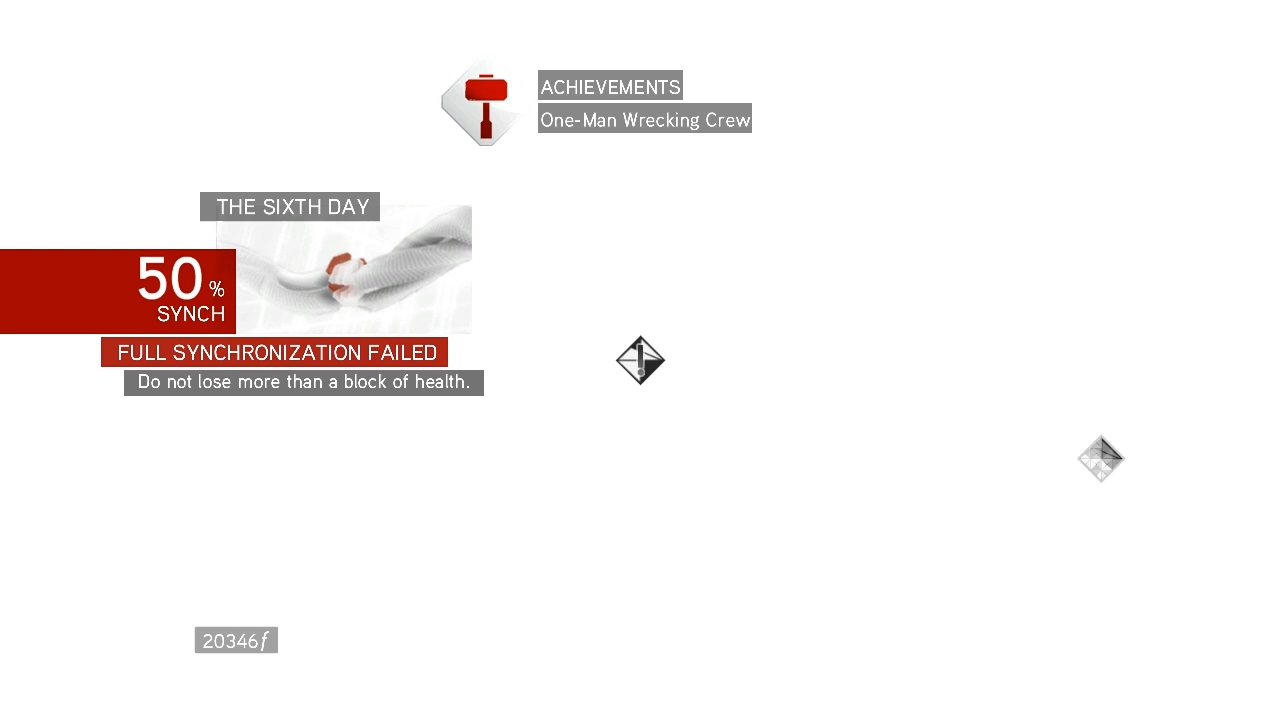 ACHIEVEMENTS
One-Man Wrecking Crew
THE SIXTH DAY
50 %
SYNCH
FULL SYNCHRONIZATION FAILED
Do not lose more than a block of health.
20346ƒ